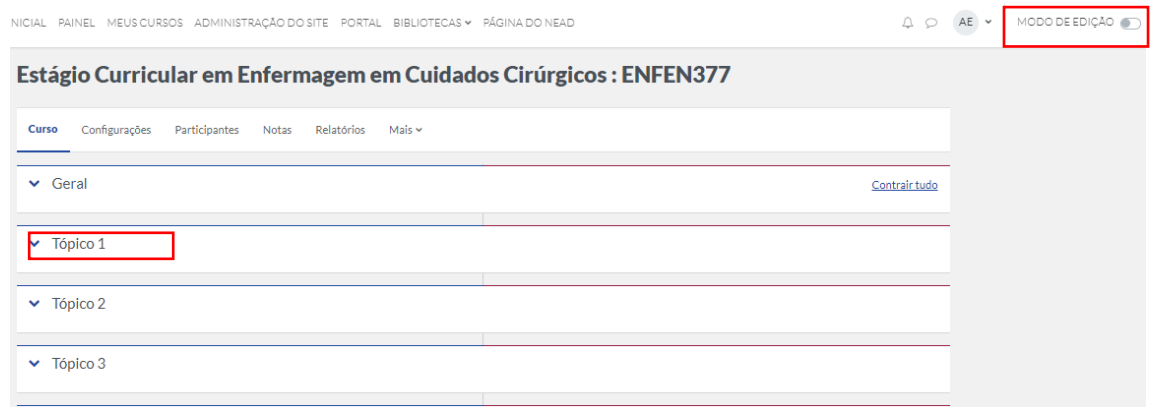 NICIAL PAINEL MEUS CURSOS ADMINISTRAÇÃO DO SITE PORTAL BIBLIOTECAS PÁGINA DO NEAD AE MODO DE EDIÇÃO
Estágio Curricular em Enfermagem em Cuidados Cirúrgicos : ENFEN377
Curso Configurações Participantes Notas Relatórios Mais
Geral Contrair tudo
Tópico 1
Tópico 2
Tópico 3